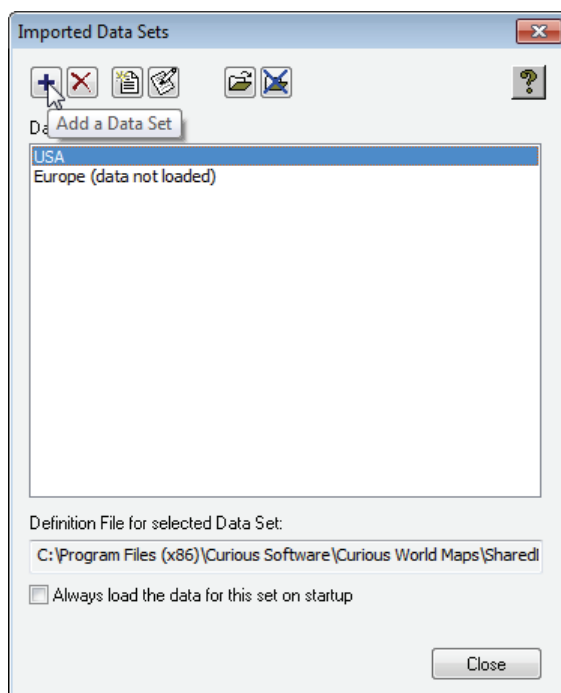 Imported Data Sets
?
Add a Data Set
USA
Europe (data not loaded)
Definition File for selected Data Set:
C:\Program Files (x86)\Curious Software\Curious World Maps\Shared
Always load the data for this set on startup
Close